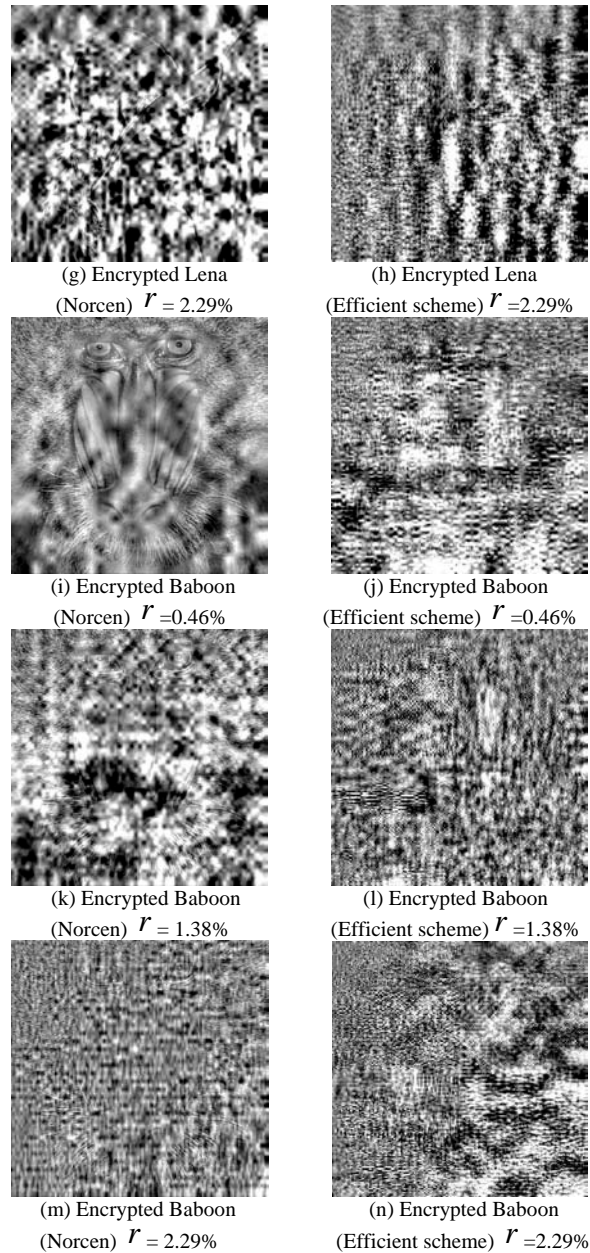 (g) Encrypted Lena
(Norcen) r = 2.29%
(h) Encrypted Lena
(Efficient scheme) r =2.29%
(i) Encrypted Baboon
(Norcen) r =0.46%
(j) Encrypted Baboon
(Efficient scheme) r =0.46%
(k) Encrypted Baboon
(Norcen) r = 1.38%
(l) Encrypted Baboon
(Efficient scheme) r =1.38%
(m) Encrypted Baboon
(Norcen) r = 2.29%
(n) Encrypted Baboon
(Efficient scheme) r =2.29%